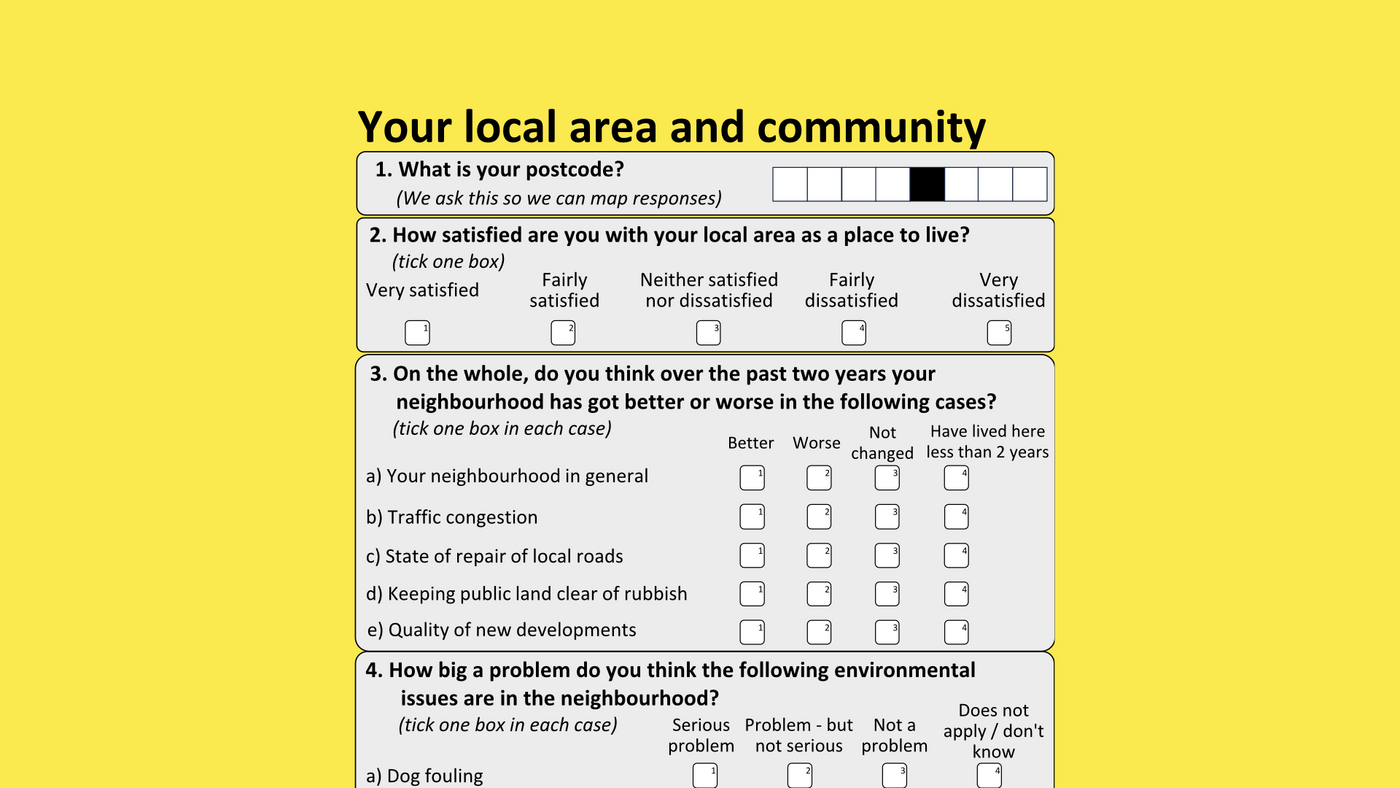 Your local area and community
1. What is your postcode?
(We ask this so we can map responses)
2. How satisfied are you with your local area as a place to live?
(tick one box)
Very satisfied
Fairly satisfied
Neither satisfied nor dissatisfied
Fairly dissatisfied
Very dissatisfied
1 2 3 4 5
3. On the whole, do you think over the past two years your
neighbourhood has got better or worse in the following cases?
(tick one box in each case)
Better
Worse
Not changed
Have lived here less than 2 years
a) Your neighbourhood in general 1 2 3 4
b) Traffic congestion 1 2 3 4
c) State of repair of local roads 1 2 3 4
d) Keeping public land clear of rubbish 1 2 3 4
e) Quality of new developments 1 2 3 4
4. How big a problem do you think the following environmental
issues are in the neighbourhood?
(tick one box in each case)
Serious problem
Problem - but not serious
Not a problem
Does not apply / don't know
a) Dog fouling 1 2 3 4